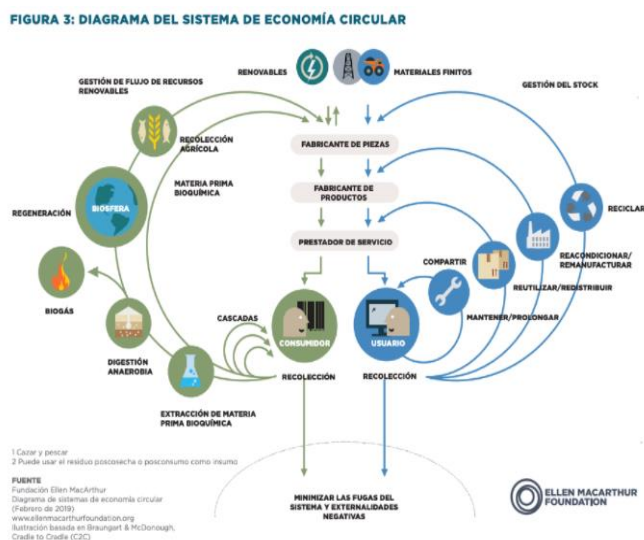 FIGURA 3: DIAGRAMA DEL SISTEMA DE ECONOMÍA CIRCULAR
RENOVABLES
MATERIALES FINITOS
GESTIÓN DE FLUJO DE RECURSOS
RENOVABLES
GESTIÓN DEL STOCK
RECOLECCIÓN
AGRÍCOLA
FABRICANTE DE PIEZAS
MATERIA PRIMA
BIOQUÍMICA
FABRICANTE DE
PRODUCTOS
REGENERACIÓN
BIOSFERA
RECICLAR
PRESTADOR DE SERVICIO
COMPARTIR
REACONDICIONAR/
REMANUFACTURAR
REUTILIZAR/REDISTRIBUIR
BIOGÁS
CASCADAS
MANTENER/PROLONGAR
CONSUMIDOR
USUARIO
DIGESTIÓN
ANAEROBIA
RECOLECCIÓN
RECOLECCIÓN
EXTRACCIÓN DE MATERIA
PRIMA BIOQUÍMICA
1 Cazar y pescar
2 Puede usar el residuo poscosecha o posconsumo como insumo
FUENTE
Fundación Ellen MacArthur
Diagrama de sistemas de economía circular
(Febrero de 2019)
www.ellenmacarthurfoundation.org
Ilustración basada en Braungart & McDonough,
Cradle to Cradle (C2C)
MINIMIZAR LAS FUGAS DEL
SISTEMA Y EXTERNALIDADES
NEGATIVAS
ELLEN MACARTHUR
FOUNDATION